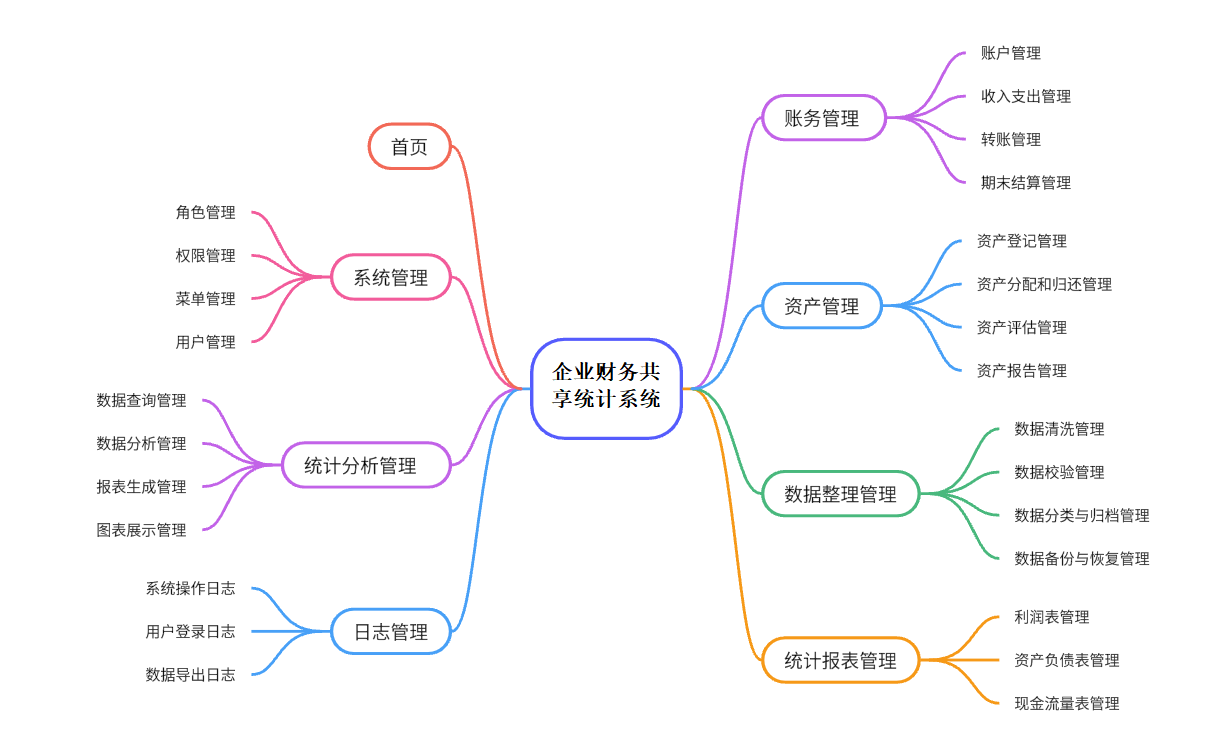 企业财务共
享统计系统
账务管理
账户管理
收入支出管理
转账管理
期末结算管理
资产管理
资产登记管理
资产分配和归还管理
资产评估管理
资产报告管理
数据整理管理
数据清洗管理
数据校验管理
数据分类与归档管理
数据备份与恢复管理
统计报表管理
利润表管理
资产负债表管理
现金流量表管理
首页
系统管理
角色管理
权限管理
菜单管理
用户管理
统计分析管理
数据查询管理
数据分析管理
报表生成管理
图表展示管理
日志管理
系统操作日志
用户登录日志
数据导出日志